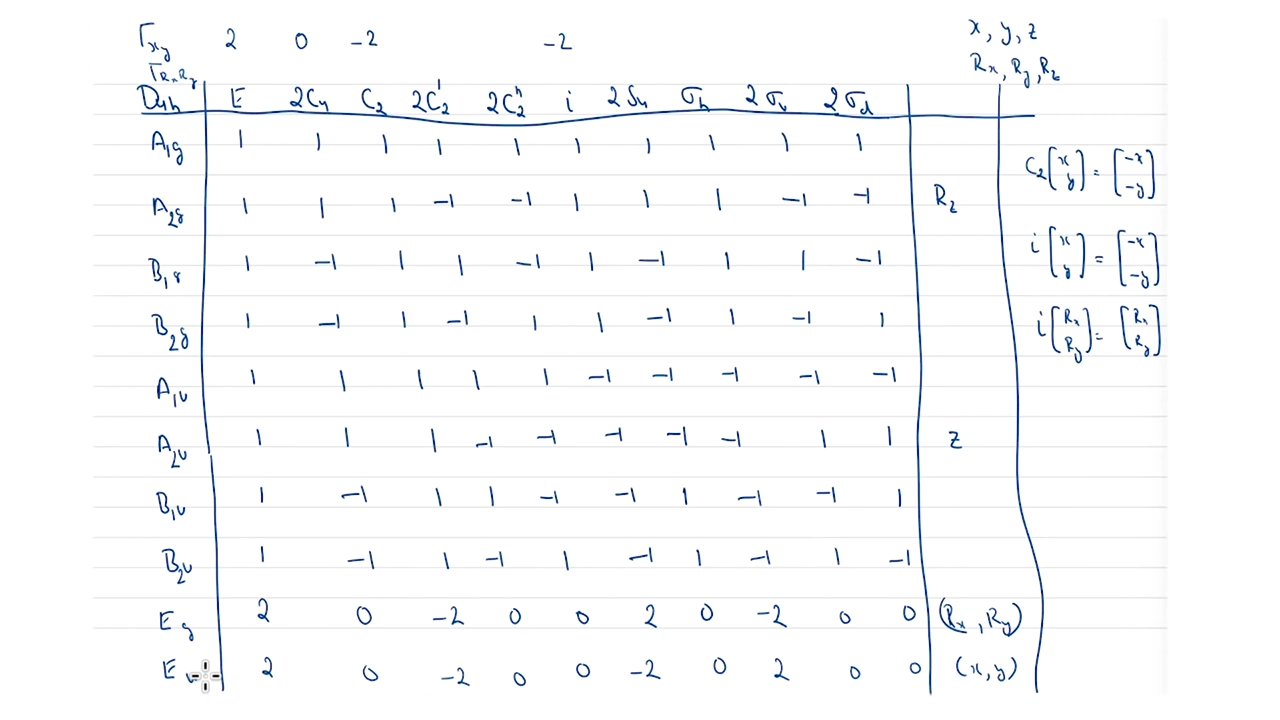 Γxy 2 0 -2 -2 x, y, z
ΓRx,Ry Rx, Ry, Rz
D4h E 2C4 C2 2C2' 2C2" i 2S4 σh 2σv 2σd
A1g 1 1 1 1 1 1 1 1 1 1
C2[x y] = [-x -y]
A2g 1 1 1 -1 -1 1 1 1 -1 -1 Rz
B1g 1 -1 1 1 -1 1 -1 1 1 -1
i[x y] = [-x -y]
B2g 1 -1 1 -1 1 1 -1 1 -1 1
i[Rx Ry] = [Rx Ry]
A1u 1 1 1 1 1 -1 -1 -1 -1 -1
A2u 1 1 1 -1 -1 -1 -1 -1 1 1 z
B1u 1 -1 1 1 -1 -1 1 -1 -1 1
B2u 1 -1 1 -1 1 -1 1 -1 1 -1
Eg 2 0 -2 0 0 2 0 -2 0 0 (Rx, Ry)
Eu 2 0 -2 0 0 -2 0 2 0 0 (x, y)